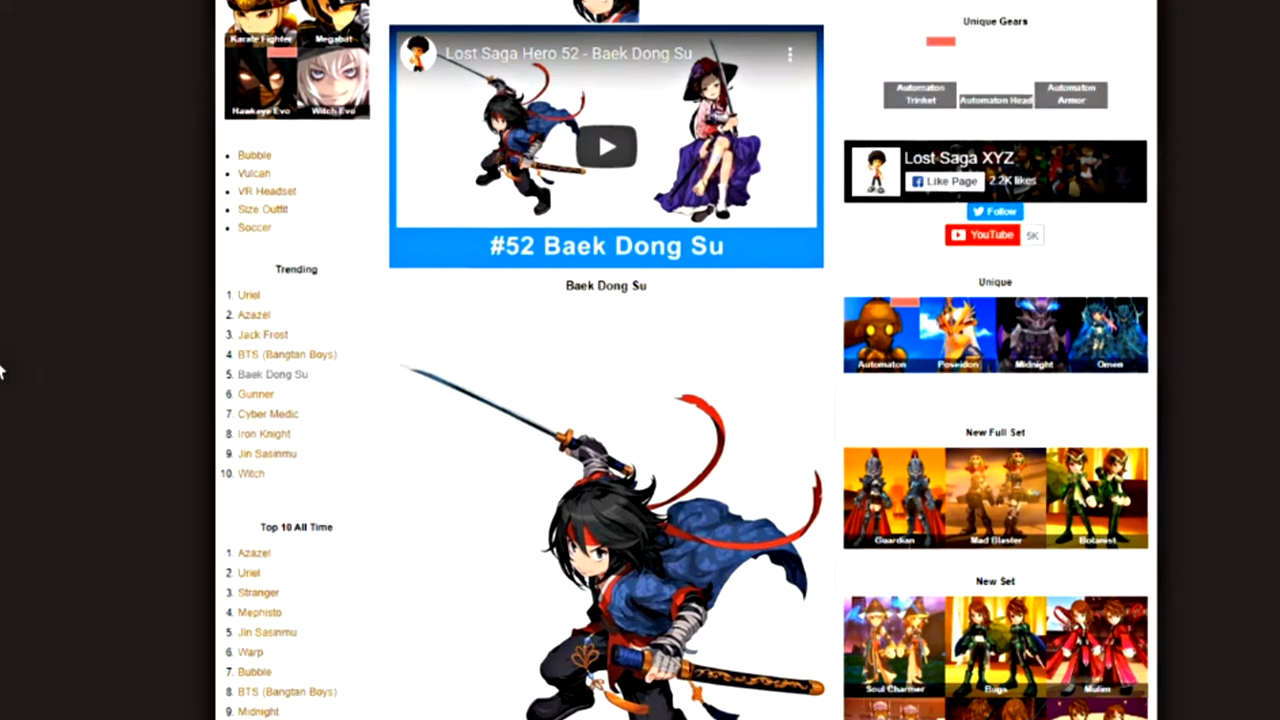 Karate Fighter
Megabat
Hawkeye Evo
Witch Evo
Bubble
Vulcan
VR Headset
Size Outfit
Soccer
Trending
1. Uriel
2. Azazel
3. Jack Frost
4. BTS (Bangtan Boys)
5. Baek Dong Su
6. Gunner
7. Cyber Medic
8. Iron Knight
9. Jin Sasinmu
10. Witch
Top 10 All Time
1. Azazel
2. Uriel
3. Stranger
4. Mephisto
5. Jin Sasinmu
6. Warp
7. Bubble
8. BTS (Bangtan Boys)
9. Midnight
Lost Saga Hero 52 - Baek Dong Su
#52 Baek Dong Su
Baek Dong Su
Unique Gears
Automaton
Trinket
Automaton Head
Automaton
Armor
Lost Saga XYZ
Like Page
2.2K likes
Follow
YouTube
5K
Unique
Automaton
Poseidon
Midnight
Omen
New Full Set
Guardian
Mad Blaster
Botanist
New Set
Soul Charmer
Bugs
Mulim